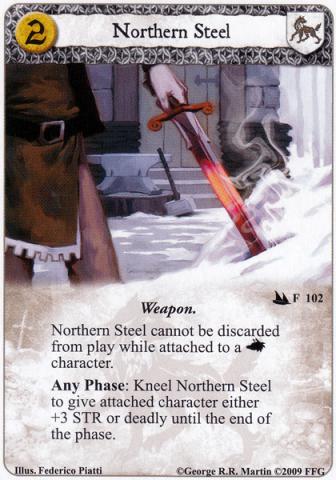 2
Northern Steel
F 102
Weapon.
Northern Steel cannot be discarded
from play while attached to a
character.
Any Phase: Kneel Northern Steel
to give attached character either
+3 STR or deadly until the end of
the phase.
Illus. Federico Piatti
©George R.R. Martin ©2009 FFG